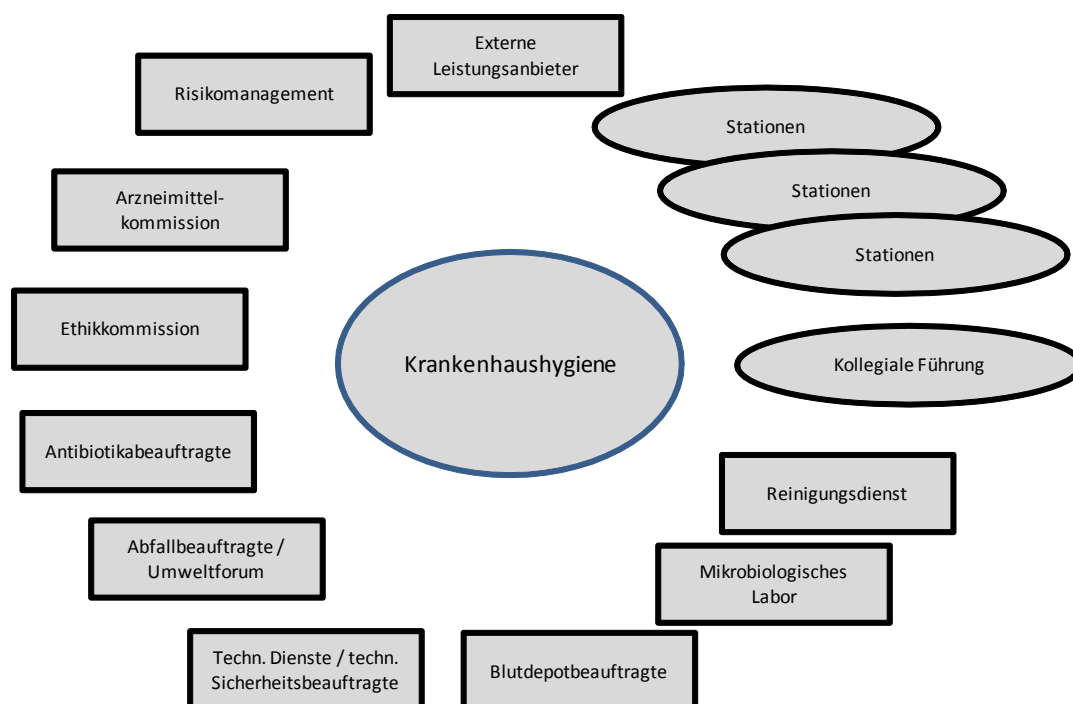 Externe
Leistungsanbieter
Risikomanagement
Stationen
Arzneimittel-
kommission
Stationen
Stationen
Ethikkommission
Krankenhaushygiene
Kollegiale Führung
Antibiotikabeauftragte
Reinigungsdienst
Abfallbeauftragte /
Umweltforum
Mikrobiologisches
Labor
Techn. Dienste / techn.
Sicherheitsbeauftragte
Blutdepotbeauftragte